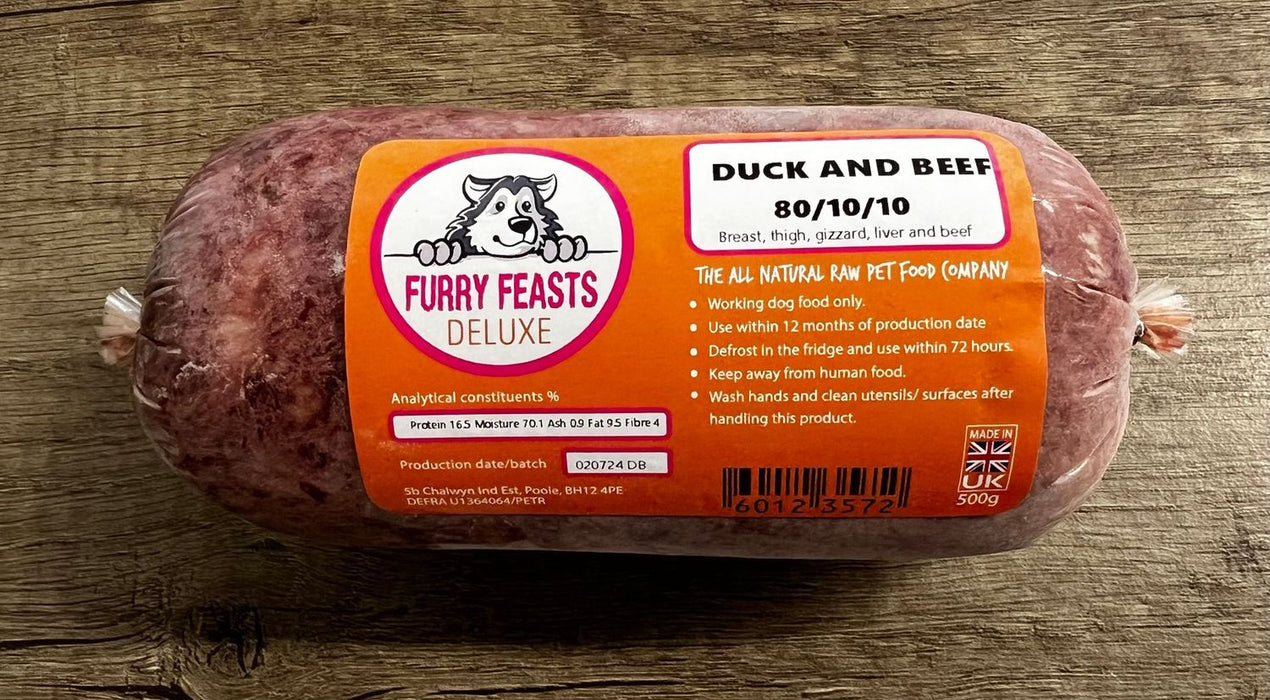 FURRY FEASTS
DELUXE
Analytical constituents %
Protein 16.5 Moisture 70.1 Ash 0.9 Fat 9.5 Fibre 4
Production date/batch
020724 DB
5b Chalwyn Ind Est, Poole, BH12 4PE
DEFRA U1364064/PETR
DUCK AND BEEF
80/10/10
Breast, thigh, gizzard, liver and beef
THE ALL NATURAL RAW PET FOOD COMPANY
• Working dog food only.
• Use within 12 months of production date
• Defrost in the fridge and use within 72 hours.
• Keep away from human food.
• Wash hands and clean utensils/ surfaces after
handling this product.
6012 3572
MADE IN
UK
500g